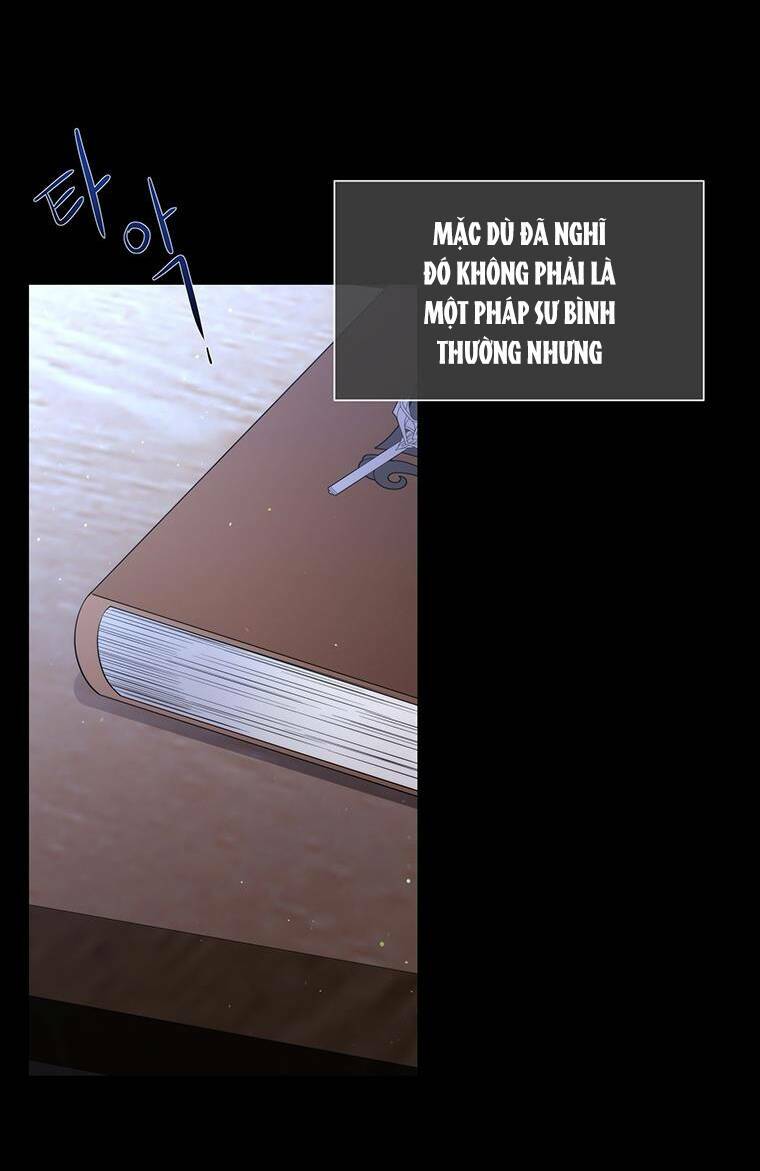 타악
MẶC DÙ ĐÃ NGHĨ
ĐÓ KHÔNG PHẢI LÀ
MỘT PHÁP SƯ BÌNH
THƯỜNG NHƯNG